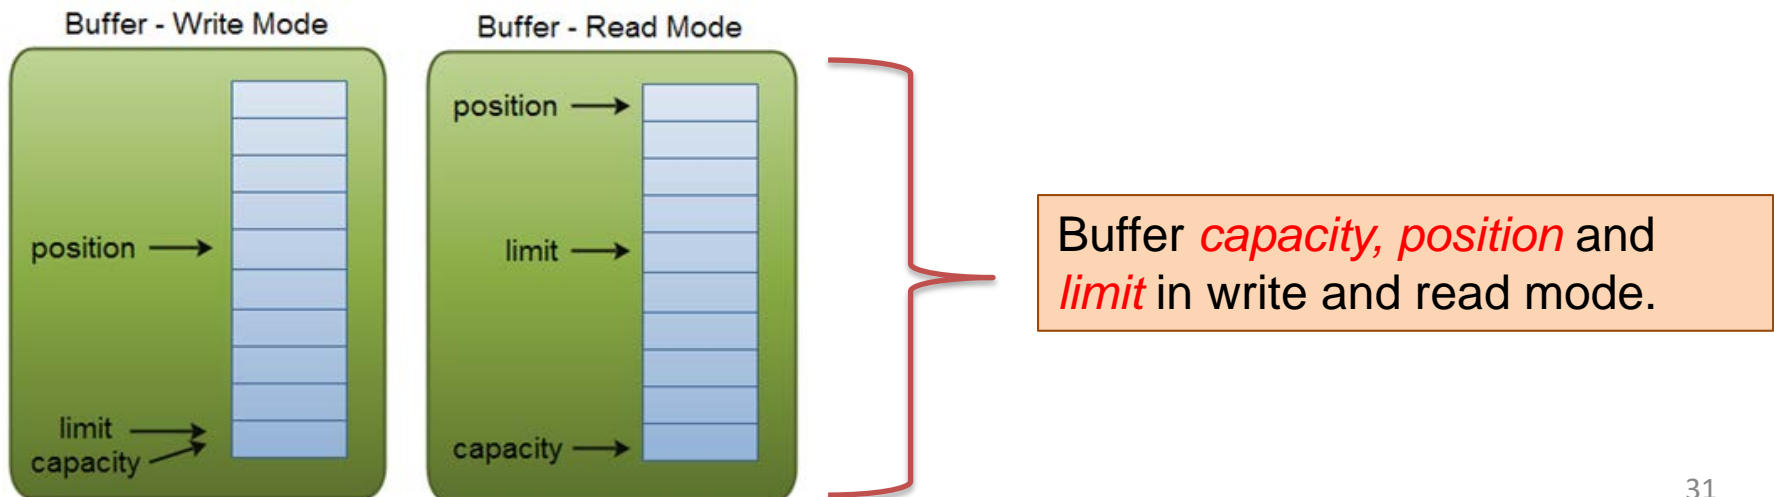 Buffer - Write Mode
position
limit
capacity
Buffer - Read Mode
position
limit
capacity
Buffer capacity, position and
limit in write and read mode.
31